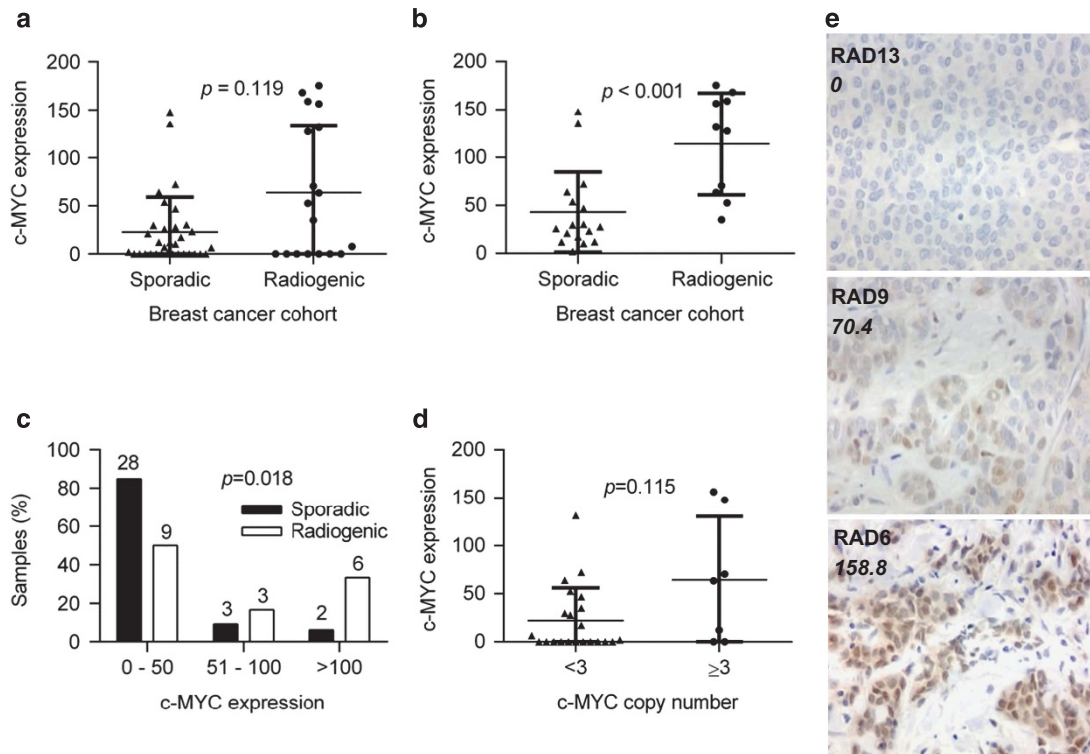 a
c-MYC expression
200
150
100
50
0
p = 0.119
Sporadic
Radiogenic
Breast cancer cohort
b
c-MYC expression
200
150
100
50
0
p < 0.001
Sporadic
Radiogenic
Breast cancer cohort
c
Samples (%)
100
80
60
40
20
0
p=0.018
Sporadic
Radiogenic
28
9
3
3
2
6
0 - 50
51 - 100
>100
c-MYC expression
d
c-MYC expression
200
150
100
50
0
p=0.115
<3
≥3
c-MYC copy number
e
RAD13
0
RAD9
70.4
RAD6
158.8